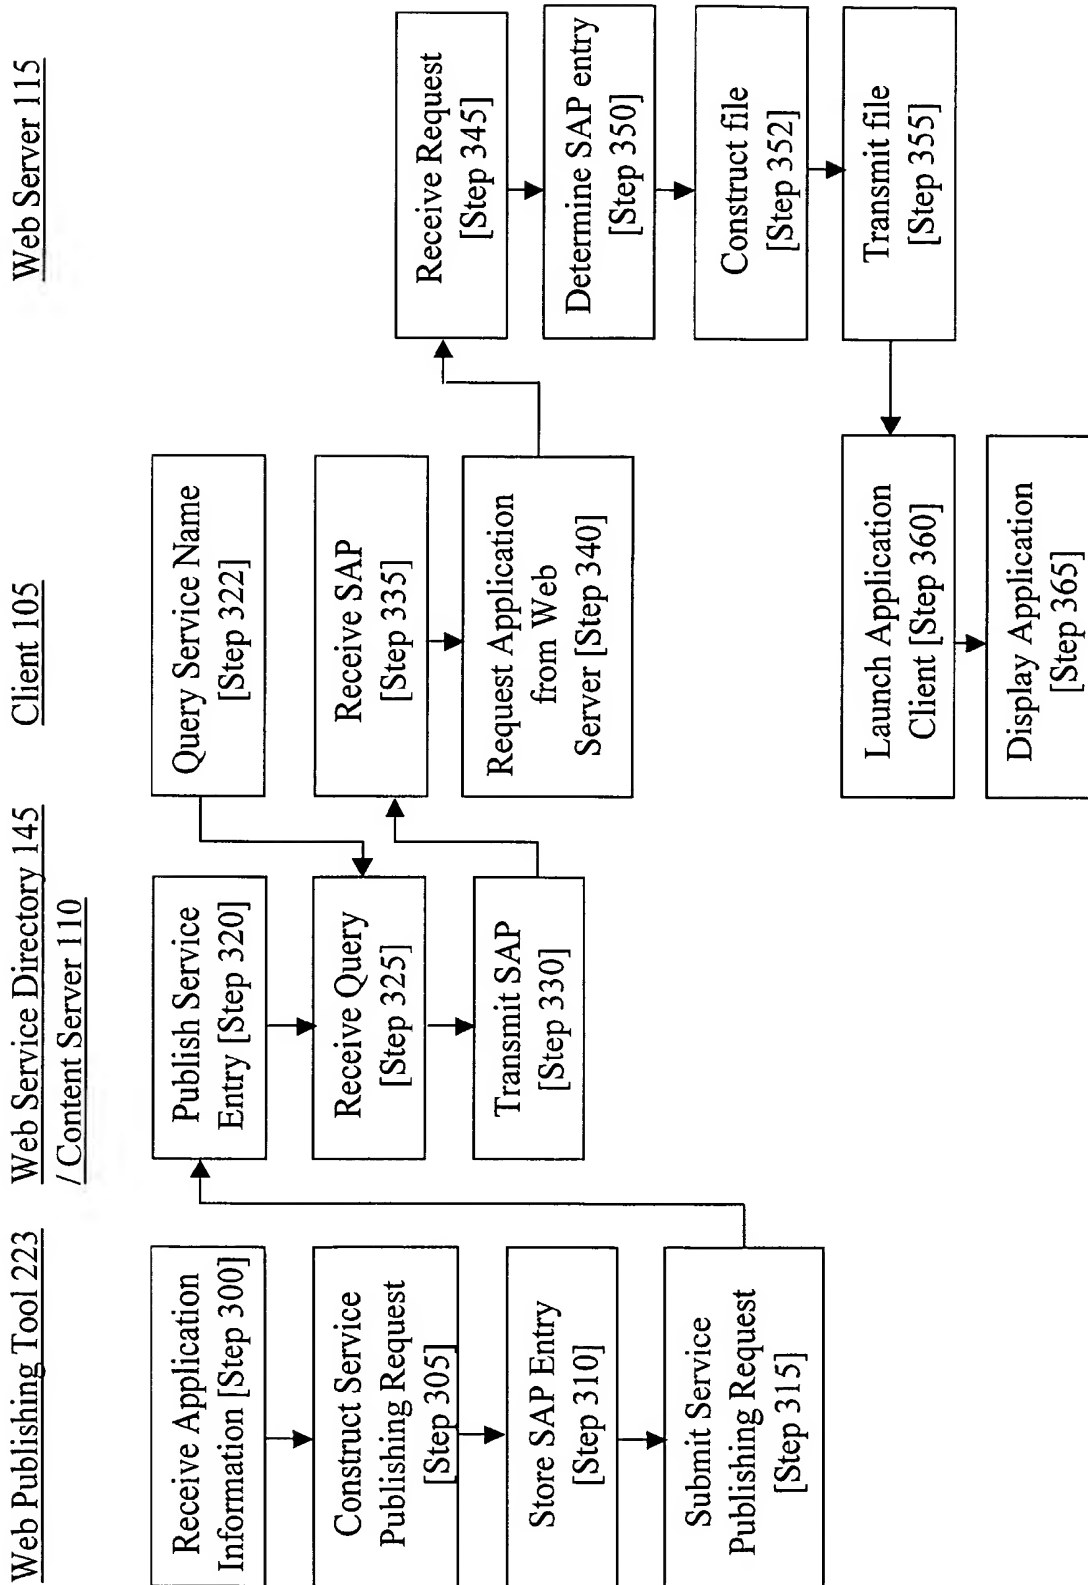 Web Publishing Tool 223
Receive Application
Information [Step 300]
Construct Service
Publishing Request
[Step 305]
Store SAP Entry
[Step 310]
Submit Service
Publishing Request
[Step 315]
Web Service Directory 145
/ Content Server 110
Publish Service
Entry [Step 320]
Receive Query
[Step 325]
Transmit SAP
[Step 330]
Client 105
Query Service Name
[Step 322]
Receive SAP
[Step 335]
Request Application
from Web
Server [Step 340]
Launch Application
Client [Step 360]
Display Application
[Step 365]
Web Server 115
Receive Request
[Step 345]
Determine SAP entry
[Step 350]
Construct file
[Step 352]
Transmit file
[Step 355]